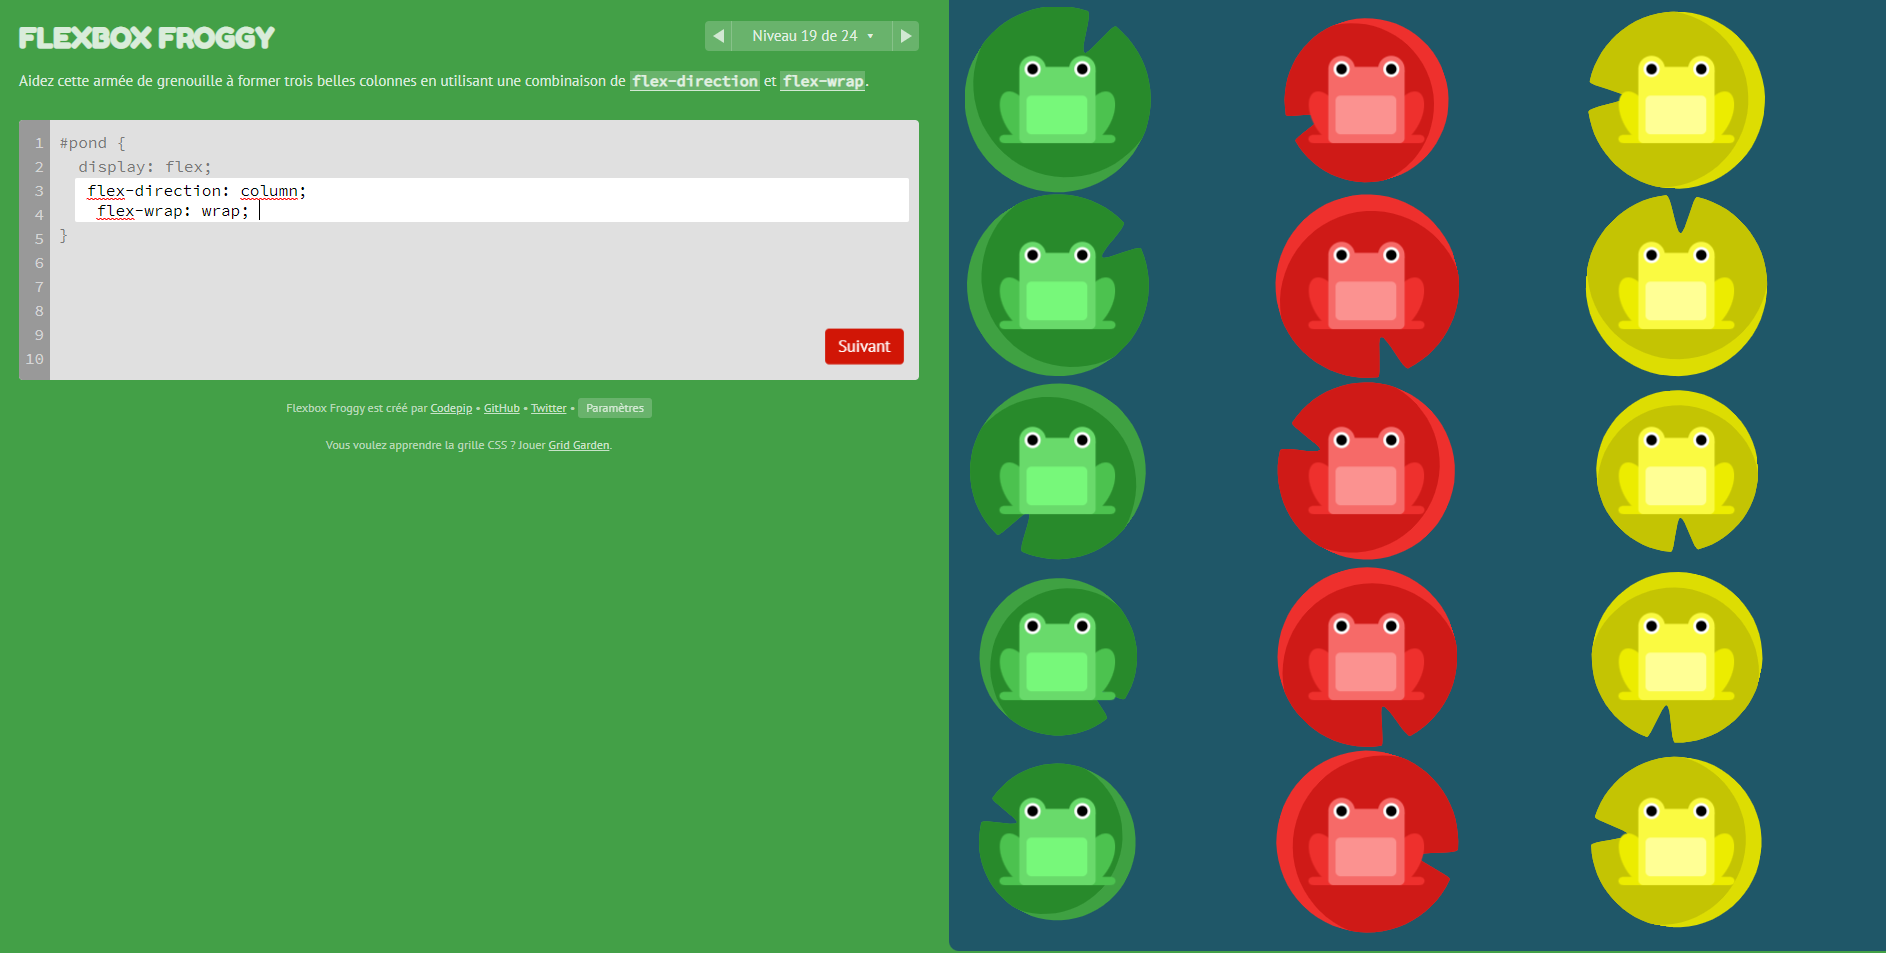 FLEXBOX FROGGY
Niveau 19 de 24
Aidez cette armée de grenouille à former trois belles colonnes en utilisant une combinaison de flex-direction et flex-wrap.
1 #pond {
2 display: flex;
3 flex-direction: column;
4 flex-wrap: wrap;
5 }
6
7
8
9
10
Suivant
Flexbox Froggy est créé par Codepip • GitHub • Twitter • Paramètres
Vous voulez apprendre la grille CSS ? Jouer Grid Garden.